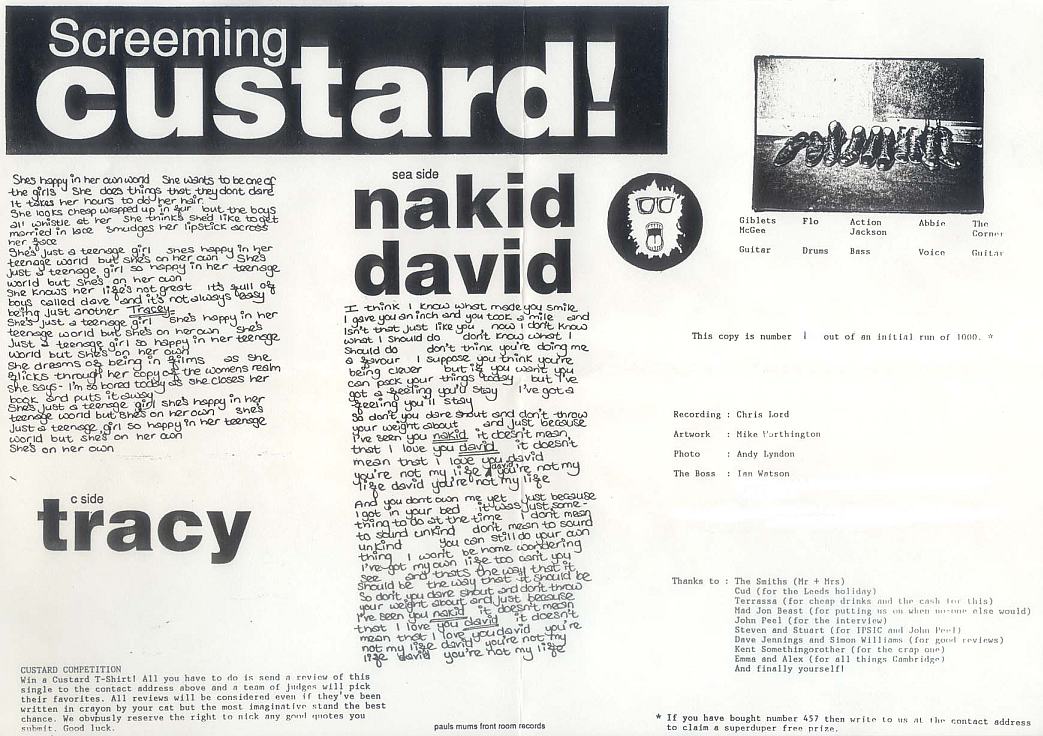 Screeming
custard!
She's happy in her own world She wants to be one of
the girls She does things that they dont dare
It takes her hours to do her hair
She looks cheap wrapped up in fur but the boys
all whistle at her She thinks she'd like to get
married in lace smudges her lipstick across
her face
She's just a teenage girl shes happy in her
teenage world but she's on her own She's
just a teenage girl so happy in her teenage
world but she's on her own
She knows her life's not great It's full of
boys called dave and it's not always easy
being just another Tracey
She's just a teenage girl She's happy in her
teenage world but she's on her own She's
Just a teenage girl so happy in her teenage
world but she's on her own
She dreams of being in films as she
flicks through her copy of the womens realm
She says - I'm so bored today as she closes her
book and puts it away
She's just a teenage girl she's happy in her
teenage world but she's on her own She's
Just a teenage girl so happy in her teenage
world but she's on her own
She's on her own
c side
tracy
CUSTARD COMPETITION
Win a Custard T-Shirt! All you have to do is send a review of this
single to the contact address above and a team of judges will pick
their favorites. All reviews will be considered even if they've been
written in crayon by your cat but the most imaginative stand the best
chance. We obvously reserve the right to nick any good quotes you
submit. Good luck.
sea side
nakid
david
I think I know what made you smile
I gave you an inch and you took a mile and
Isn't that just like you now I don't know
what I should do don't know what I
should do don't think you're doing me
a favour I suppose you think you're
being clever but if you want you
can pack your things today but I've
got a feeling you'll stay I've got a
feeling you'll stay
So don't you dare shout and don't throw
your weight about and just because
I've seen you nakid it doesn't mean
that I love you david it doesn't
mean that I love you david
you're not my life david you're not my
life david you're not my life
And you dont own me yet just because
I got in your bed it was just some-
thing to do at the time I don't mean
to sound unkind don't mean to sound
unkind you can still do your own
thing I won't be home wondering
I've got my own life too can't you
see and thats the way that it
should be the way that it should be
So don't you dare shout and don't throw
your weight about and just because
I've seen you nakid it doesn't mean
that I love you david it doesn't
mean that I love you david you're
not my life david you're not my
life david you're not my life
pauls mums front room records
Giblets McGee Flo Action Jackson Abbie The Corner
Guitar Drums Bass Voice Guitar
This copy is number 1 out of an initial run of 1000. *
Recording : Chris Lord
Artwork : Mike Worthington
Photo : Andy Lyndon
The Boss : Ian Watson
Thanks to : The Smiths (Mr + Mrs)
Cud (for the Leeds holiday)
Terrassa (for cheap drinks and the cash for this)
Mad Jon Beast (for putting us on when no-one else would)
John Peel (for the interview)
Steven and Stuart (for IPSIC and John Peel)
Dave Jennings and Simon Williams (for good reviews)
Kent Somethingorother (for the crap one)
Emma and Alex (for all things Cambridge)
And finally yourself!
* If you have bought number 457 then write to us at the contact address
to claim a superduper free prize.